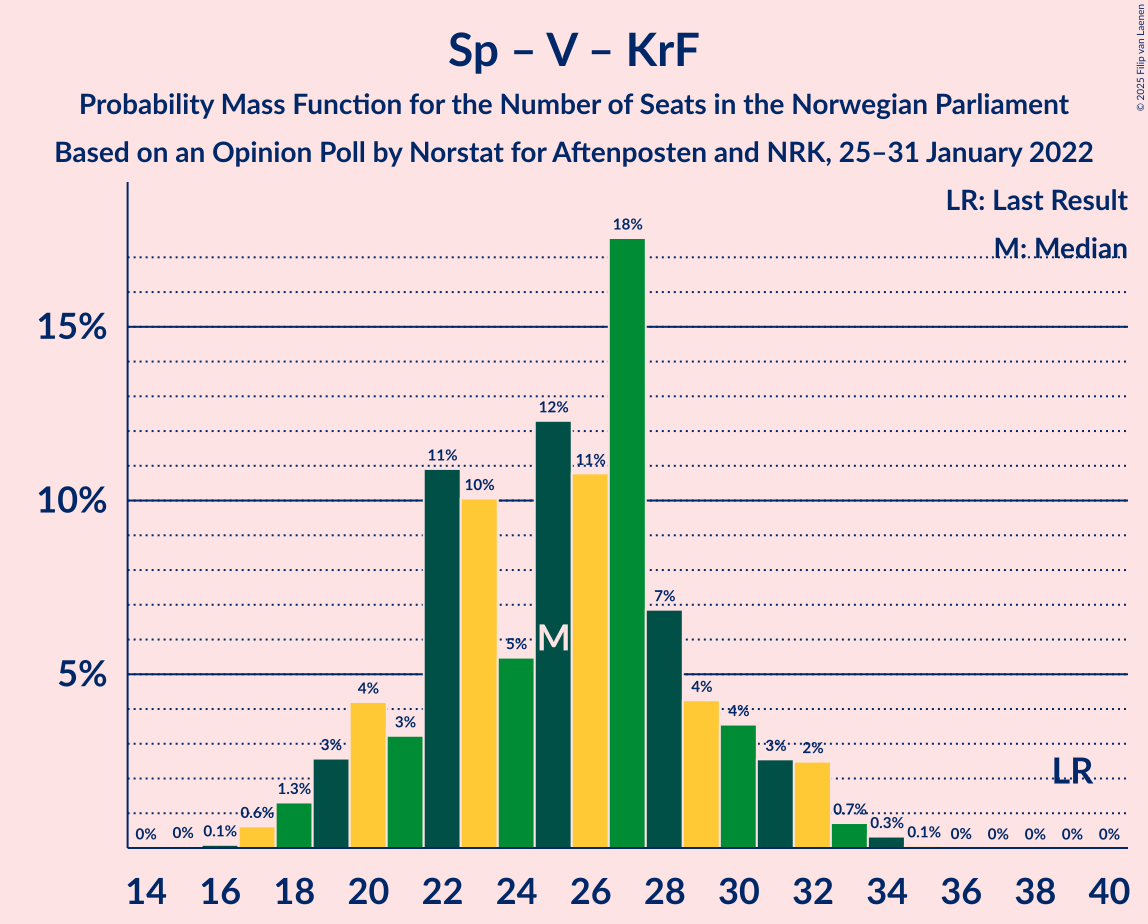 Sp – V – KrF
Probability Mass Function for the Number of Seats in the Norwegian Parliament
Based on an Opinion Poll by Norstat for Aftenposten and NRK, 25–31 January 2022
© 2025 Filip van Laenen
LR: Last Result
M: Median
15%
10%
5%
0% 0% 0.1% 0.6% 1.3% 3% 4% 3% 11% 10% 5% 12% 11% 18% 7% 4% 4% 3% 2% 0.7% 0.3% 0.1% 0% 0% 0% 0% 0%
M
LR
14 16 18 20 22 24 26 28 30 32 34 36 38 40